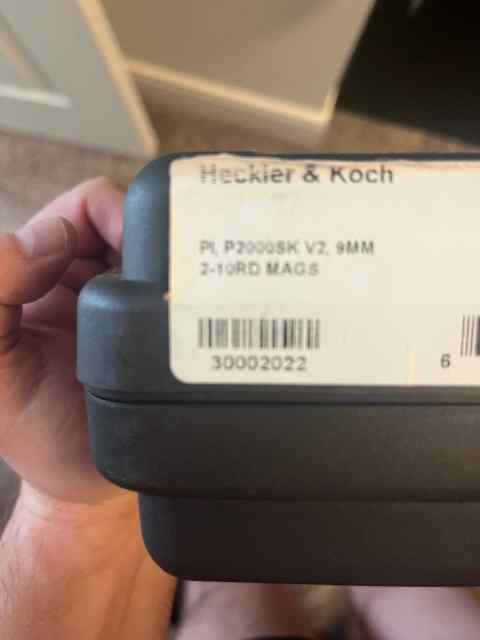 Heckler & Koch
PI, P2000SK V2, 9MM
2-10RD MAGS
30002022
6